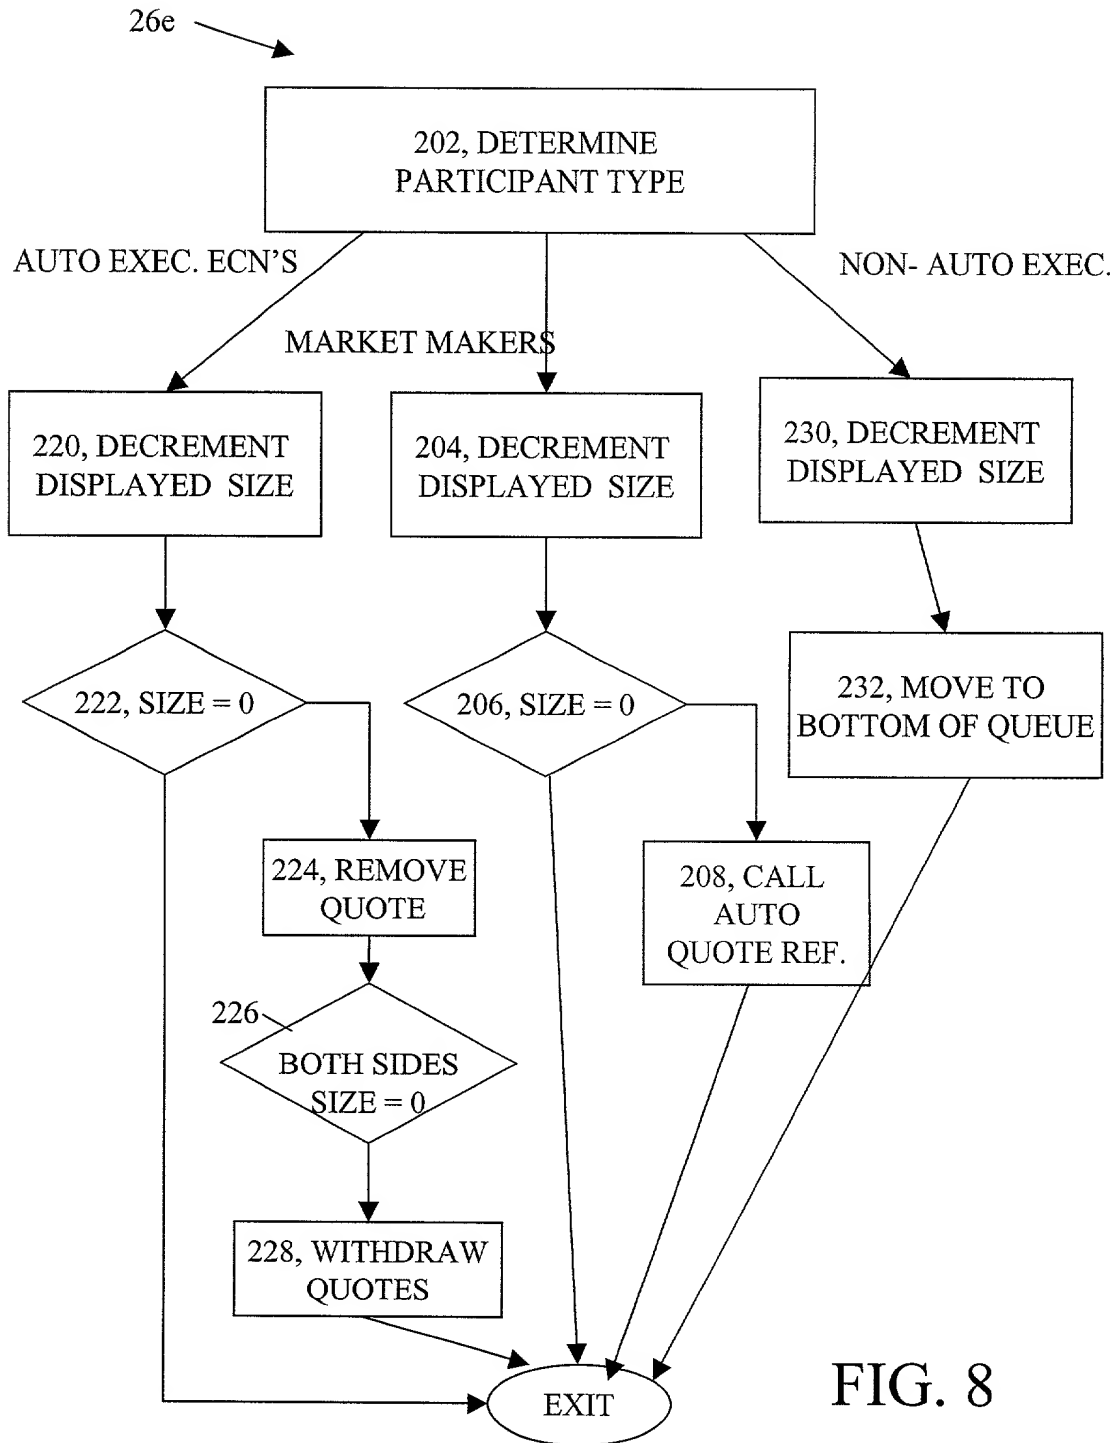 26e
202, DETERMINE
PARTICIPANT TYPE
AUTO EXEC. ECN'S
NON- AUTO EXEC.
MARKET MAKERS
220, DECREMENT
DISPLAYED SIZE
204, DECREMENT
DISPLAYED SIZE
230, DECREMENT
DISPLAYED SIZE
222, SIZE = 0
206, SIZE = 0
232, MOVE TO
BOTTOM OF QUEUE
224, REMOVE
QUOTE
208, CALL
AUTO
QUOTE REF.
226
BOTH SIDES
SIZE = 0
228, WITHDRAW
QUOTES
EXIT
FIG. 8